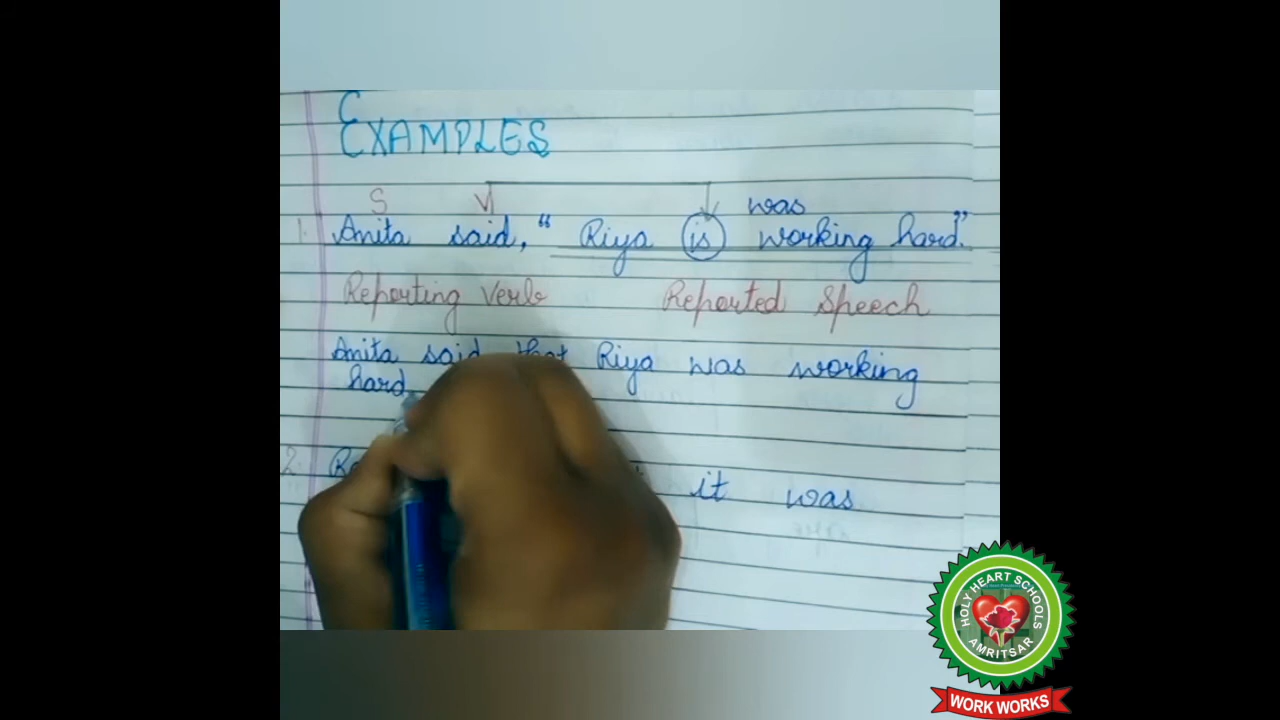 EXAMPLES
S V was
1. Anita said, " Riya is working hard."
Reporting Verb Reported Speech
Anita said that Riya was working
hard.
2.
it was
HOLY HEART SCHOOLS
AMRITSAR
WORK WORKS